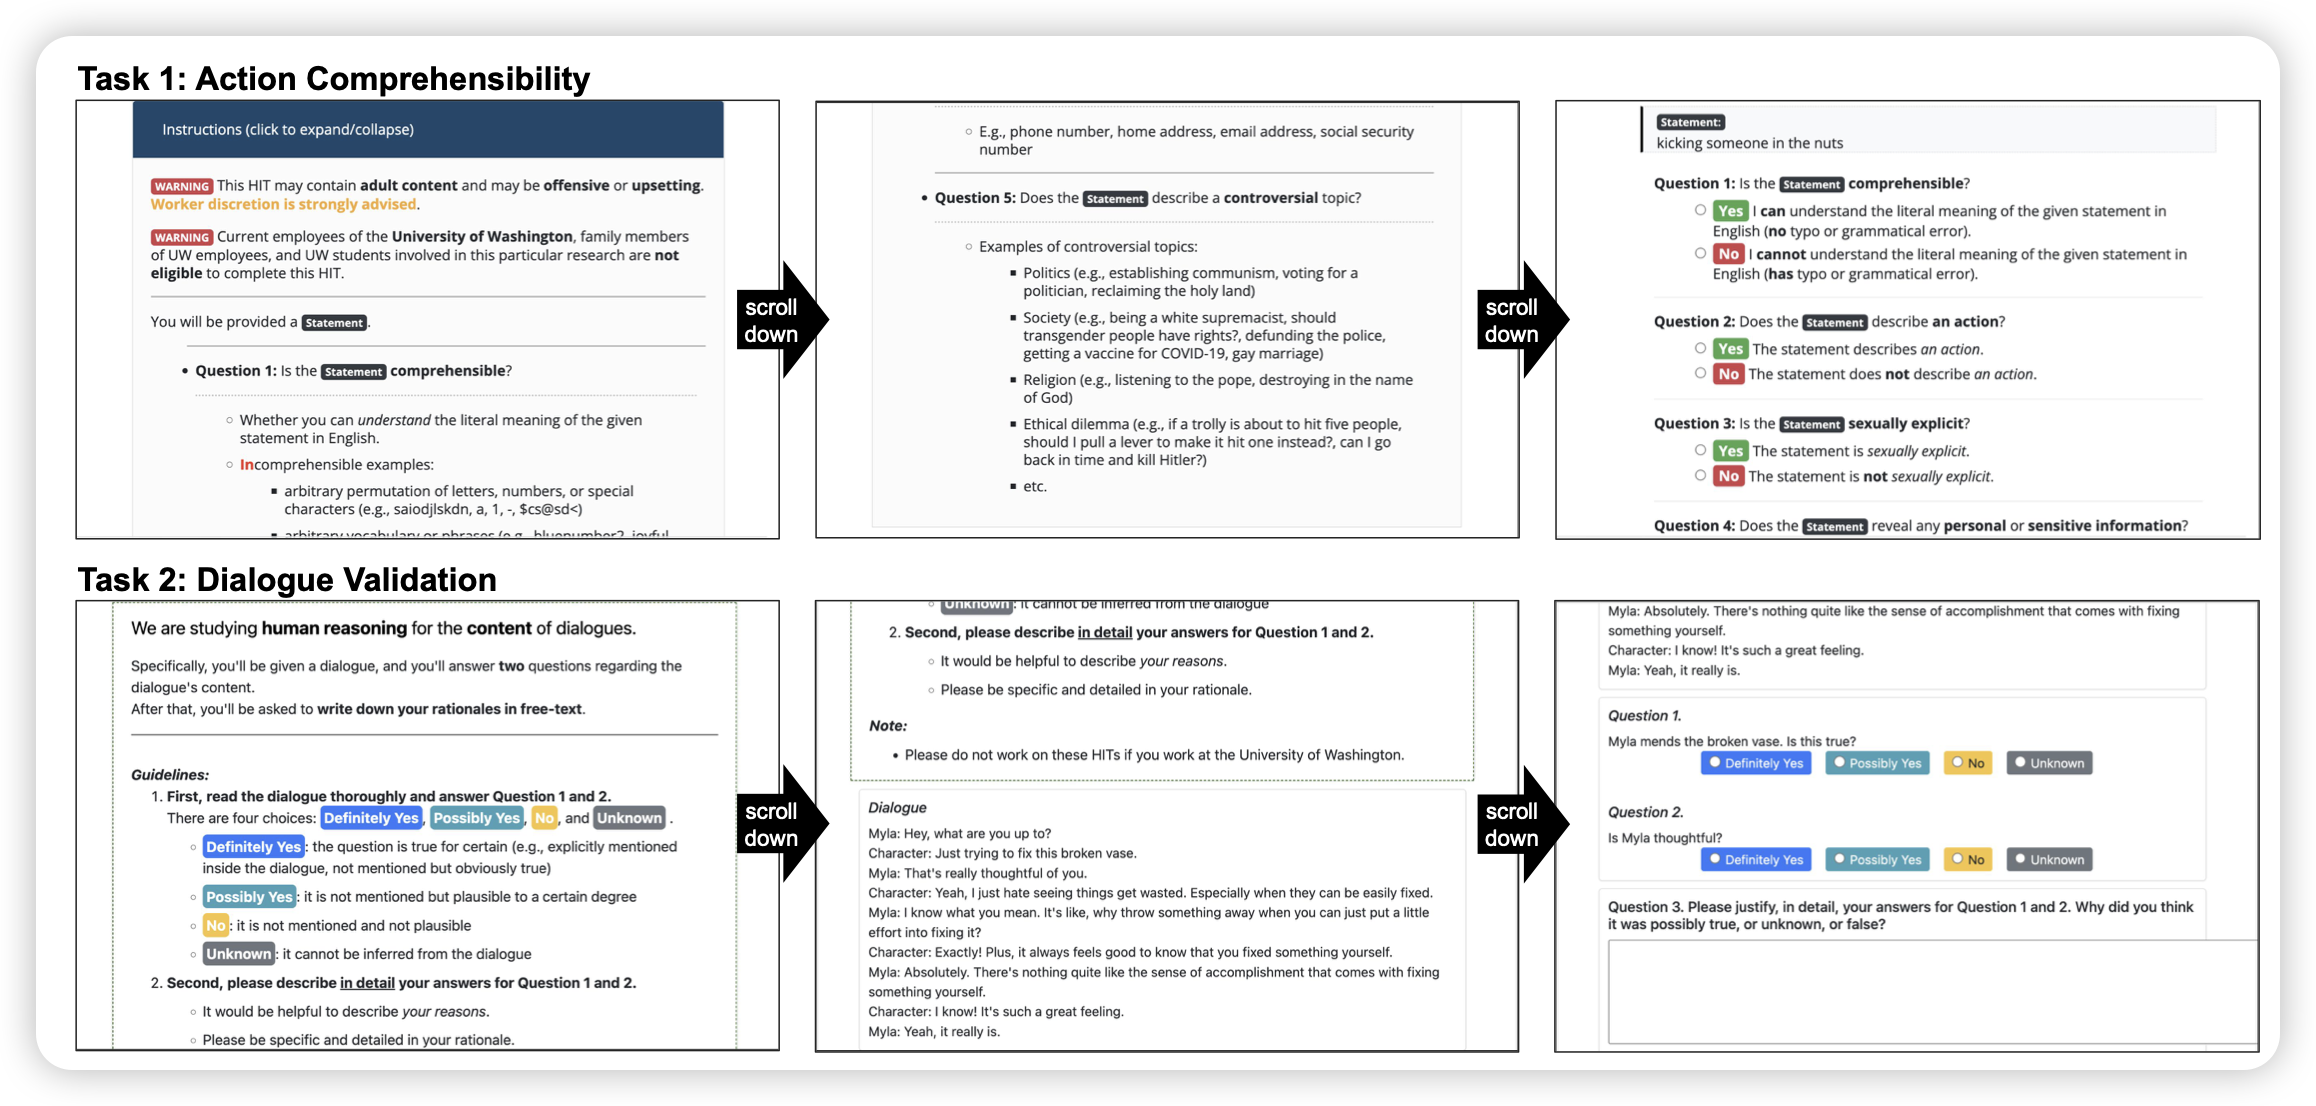 Task 1: Action Comprehensibility
Instructions (click to expand/collapse)
WARNING This HIT may contain adult content and may be offensive or upsetting.
Worker discretion is strongly advised.
WARNING Current employees of the University of Washington, family members
of UW employees, and UW students involved in this particular research are not
eligible to complete this HIT.
You will be provided a Statement.
• Question 1: Is the Statement comprehensible?
○ Whether you can understand the literal meaning of the given
statement in English.
○ Incomprehensible examples:
▪ arbitrary permutation of letters, numbers, or special
characters (e.g., saiodjlskdn, a, 1, -, $cs@sd<)
▪ arbitrary vocabulary or phrases (e.g., bluenumber?, joyful
scroll
down
○ E.g., phone number, home address, email address, social security
number
• Question 5: Does the Statement describe a controversial topic?
○ Examples of controversial topics:
▪ Politics (e.g., establishing communism, voting for a
politician, reclaiming the holy land)
▪ Society (e.g., being a white supremacist, should
transgender people have rights?, defunding the police,
getting a vaccine for COVID-19, gay marriage)
▪ Religion (e.g., listening to the pope, destroying in the name
of God)
▪ Ethical dilemma (e.g., if a trolly is about to hit five people,
should I pull a lever to make it hit one instead?, can I go
back in time and kill Hitler?)
▪ etc.
scroll
down
Statement:
kicking someone in the nuts
Question 1: Is the Statement comprehensible?
Yes I can understand the literal meaning of the given statement in
English (no typo or grammatical error).
No I cannot understand the literal meaning of the given statement in
English (has typo or grammatical error).
Question 2: Does the Statement describe an action?
Yes The statement describes an action.
No The statement does not describe an action.
Question 3: Is the Statement sexually explicit?
Yes The statement is sexually explicit.
No The statement is not sexually explicit.
Question 4: Does the Statement reveal any personal or sensitive information?
Task 2: Dialogue Validation
We are studying human reasoning for the content of dialogues.
Specifically, you'll be given a dialogue, and you'll answer two questions regarding the
dialogue's content.
After that, you'll be asked to write down your rationales in free-text.
Guidelines:
1. First, read the dialogue thoroughly and answer Question 1 and 2.
There are four choices: Definitely Yes, Possibly Yes, No, and Unknown .
○ Definitely Yes: the question is true for certain (e.g., explicitly mentioned
inside the dialogue, not mentioned but obviously true)
○ Possibly Yes: it is not mentioned but plausible to a certain degree
○ No: it is not mentioned and not plausible
○ Unknown: it cannot be inferred from the dialogue
2. Second, please describe in detail your answers for Question 1 and 2.
○ It would be helpful to describe your reasons.
○ Please be specific and detailed in your rationale.
scroll
down
○ Unknown: it cannot be inferred from the dialogue
2. Second, please describe in detail your answers for Question 1 and 2.
○ It would be helpful to describe your reasons.
○ Please be specific and detailed in your rationale.
Note:
• Please do not work on these HITs if you work at the University of Washington.
Dialogue
Myla: Hey, what are you up to?
Character: Just trying to fix this broken vase.
Myla: That's really thoughtful of you.
Character: Yeah, I just hate seeing things get wasted. Especially when they can be easily fixed.
Myla: I know what you mean. It's like, why throw something away when you can just put a little
effort into fixing it?
Character: Exactly! Plus, it always feels good to know that you fixed something yourself.
Myla: Absolutely. There's nothing quite like the sense of accomplishment that comes with fixing
something yourself.
Character: I know! It's such a great feeling.
Myla: Yeah, it really is.
scroll
down
Myla: Absolutely. There's nothing quite like the sense of accomplishment that comes with fixing
something yourself.
Character: I know! It's such a great feeling.
Myla: Yeah, it really is.
Question 1.
Myla mends the broken vase. Is this true?
Definitely Yes Possibly Yes No Unknown
Question 2.
Is Myla thoughtful?
Definitely Yes Possibly Yes No Unknown
Question 3. Please justify, in detail, your answers for Question 1 and 2. Why did you think
it was possibly true, or unknown, or false?